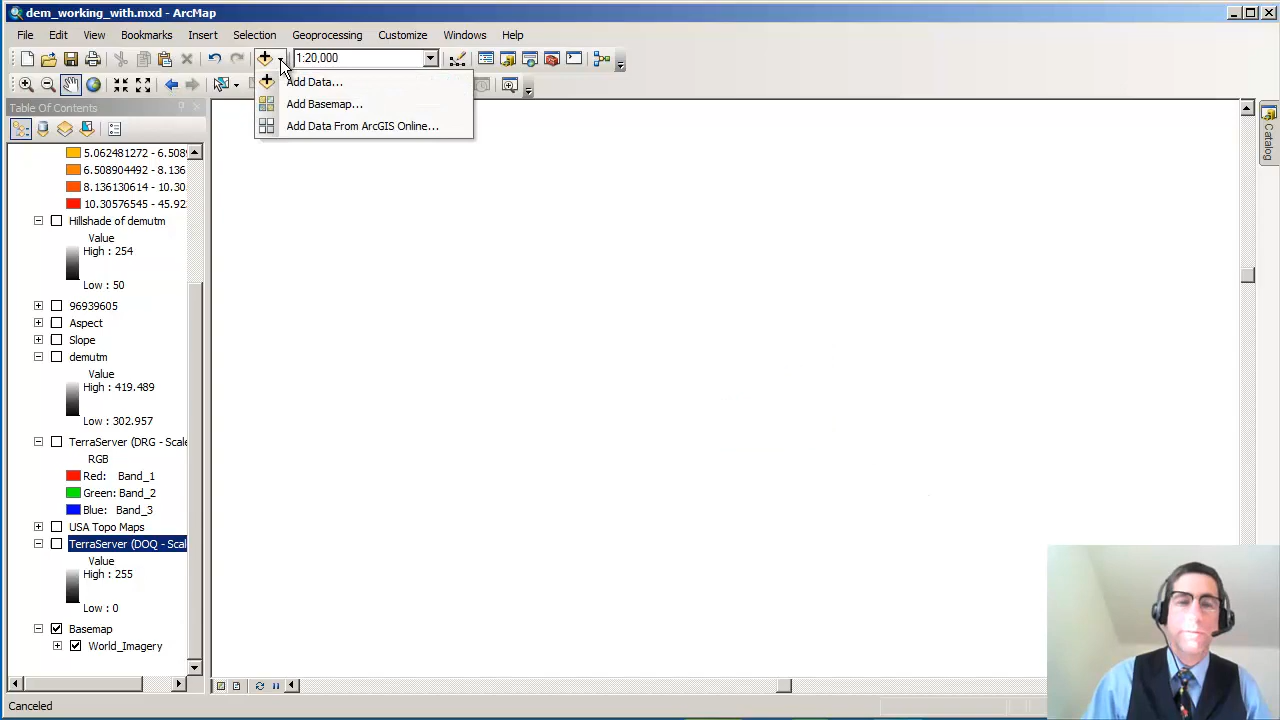 dem_working_with.mxd - ArcMap
File Edit View Bookmarks Insert Selection Geoprocessing Customize Windows Help
1:20,000
Add Data...
Add Basemap...
Add Data From ArcGIS Online...
Table Of Contents
Catalog
5.062481272 - 6.508
6.508904492 - 8.136
8.136130614 - 10.30
10.30576545 - 45.92
Hillshade of demutm
Value
High : 254
Low : 50
96939605
Aspect
Slope
demutm
Value
High : 419.489
Low : 302.957
TerraServer (DRG - Scale
RGB
Red: Band_1
Green: Band_2
Blue: Band_3
USA Topo Maps
TerraServer (DOQ - Scal
Value
High : 255
Low : 0
Basemap
World_Imagery
Canceled